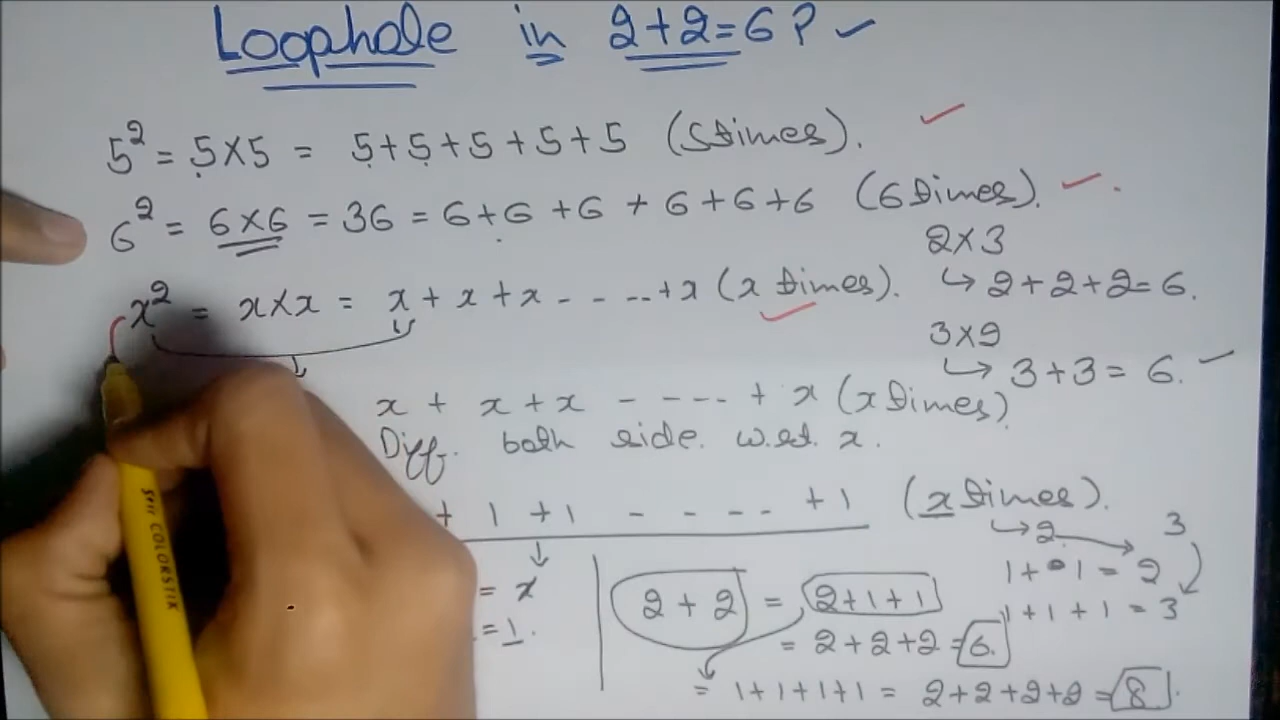 Loophole in 2+2=6? ✓
5² = 5×5 = 5+5+5+5+5 (5times). ✓
6² = 6×6 = 36 = 6+6+6+6+6+6 (6times). ✓
2×3
↳ 2+2+2=6.
x² = x×x = x+x+x- - - --+x (x times). ✓
3×9
↳ 3+3=6. ✓
x + x+x - - - - -- + x (x times)
Diff. both side. w.r.t. x.
+ 1 +1 - - - - +1 (x times).
↳ 2
3
1+1=2
1+1+1=3
= x
=1.
2+2 = 2+1+1
= 2+2+2=6.
= 1+1+1+1 = 2+2+2+2=8.
SERI COLORSTIK